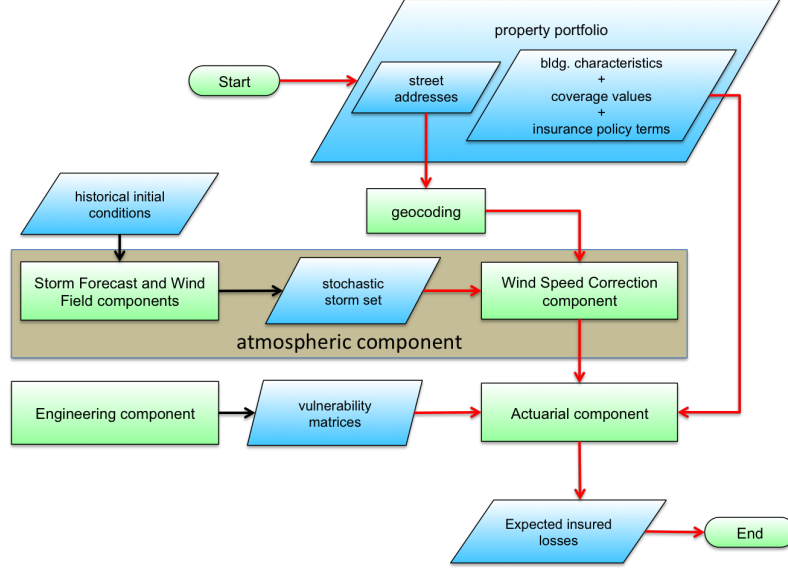 property portfolio
Start
street
addresses
bldg. characteristics
+
coverage values
+
insurance policy terms
historical initial
conditions
geocoding
Storm Forecast and Wind
Field components
stochastic
storm set
Wind Speed Correction
component
atmospheric component
Engineering component
vulnerability
matrices
Actuarial component
Expected insured
losses
End